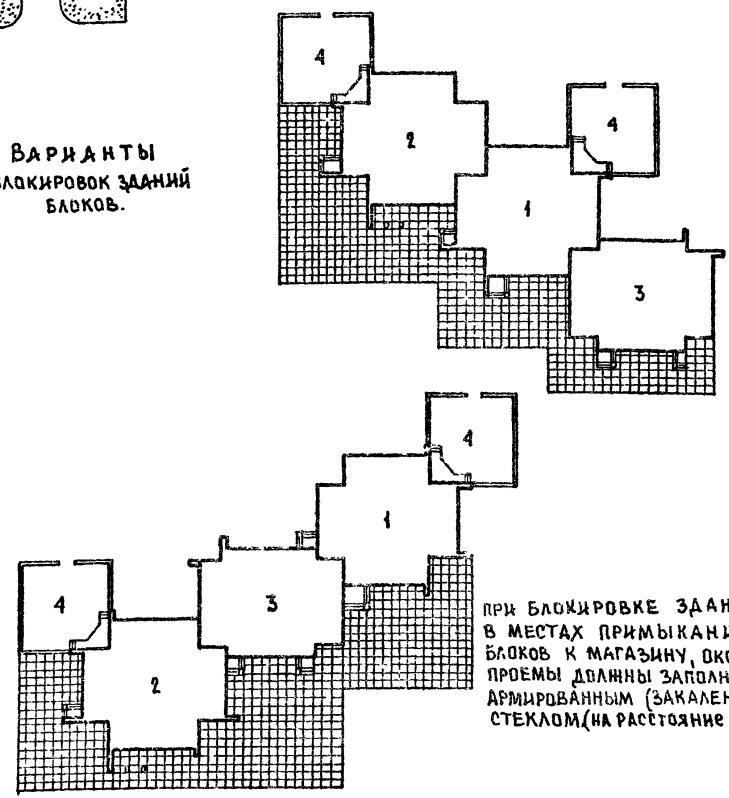 4
2
4
1
3
ВАРИАНТЫ
БЛОКИРОВОК ЗДАНИЙ
БЛОКОВ.
4
1
3
4
2
ПРИ БЛОКИРОВКЕ ЗДАН
В МЕСТАХ ПРИМЫКАНИ
БЛОКОВ К МАГАЗИНУ, ОКО
ПРОЕМЫ ДОЛЖНЫ ЗАПОЛН
АРМИРОВАННЫМ (ЗАКАЛЕН
СТЕКЛОМ(НА РАССТОЯНИЕ